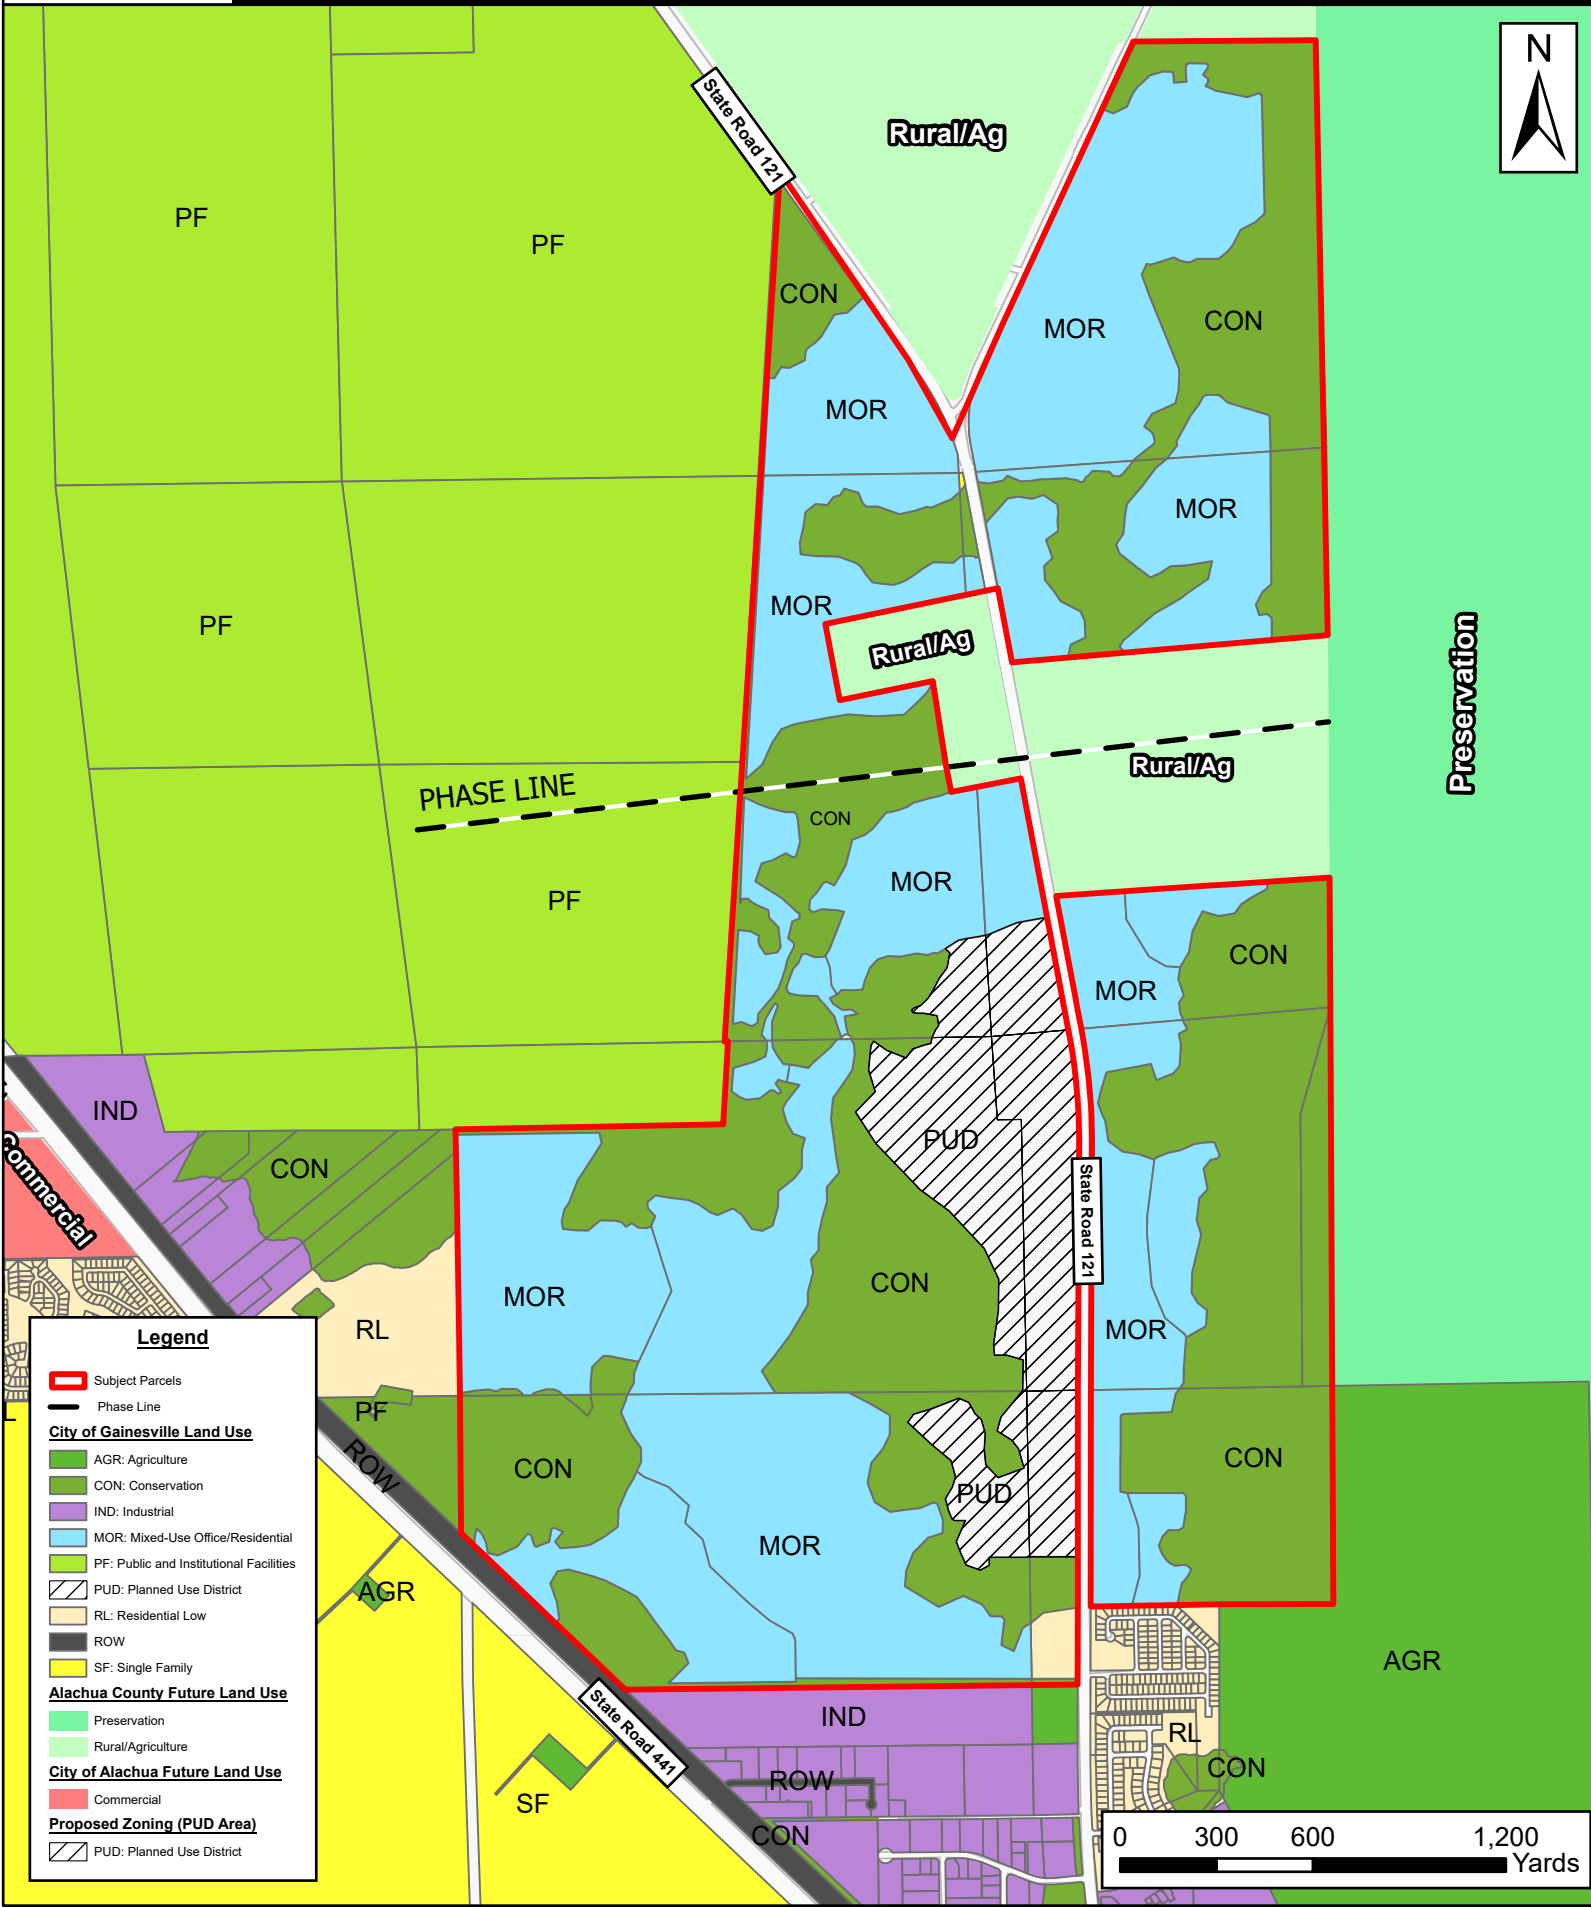 N
State Road 121
Rural/Ag
PF
PF
CON
MOR
CON
MOR
MOR
MOR
PF
Rural/Ag
Preservation
Rural/Ag
PHASE LINE
CON
MOR
PF
CON
MOR
IND
PUD
Commercial
CON
State Road 121
CON
MOR
RL
MOR
PF
ROW
CON
CON
PUD
MOR
AGR
AGR
IND
RL
CON
State Road 441
ROW
SF
CON
L
Legend
Subject Parcels
Phase Line
City of Gainesville Land Use
AGR: Agriculture
CON: Conservation
IND: Industrial
MOR: Mixed-Use Office/Residential
PF: Public and Institutional Facilities
PUD: Planned Use District
RL: Residential Low
ROW
SF: Single Family
Alachua County Future Land Use
Preservation
Rural/Agriculture
City of Alachua Future Land Use
Commercial
Proposed Zoning (PUD Area)
PUD: Planned Use District
0 300 600 1,200
Yards